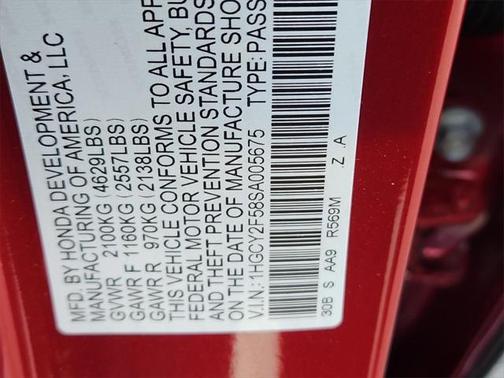 MFD. BY HONDA DEVELOPMENT &
MANUFACTURING OF AMERICA, LLC
GVWR 2100KG (4629LBS)
GAWR F 1160KG (2557LBS)
GAWR R 970KG (2138LBS)
THIS VEHICLE CONFORMS TO ALL APP
FEDERAL MOTOR VEHICLE SAFETY, BU
AND THEFT PREVENTION STANDARDS
ON THE DATE OF MANUFACTURE SHO
V.I.N.: 1HGCY2F58SA005675 TYPE: PASS
30B S AA9 R569M .Z .A